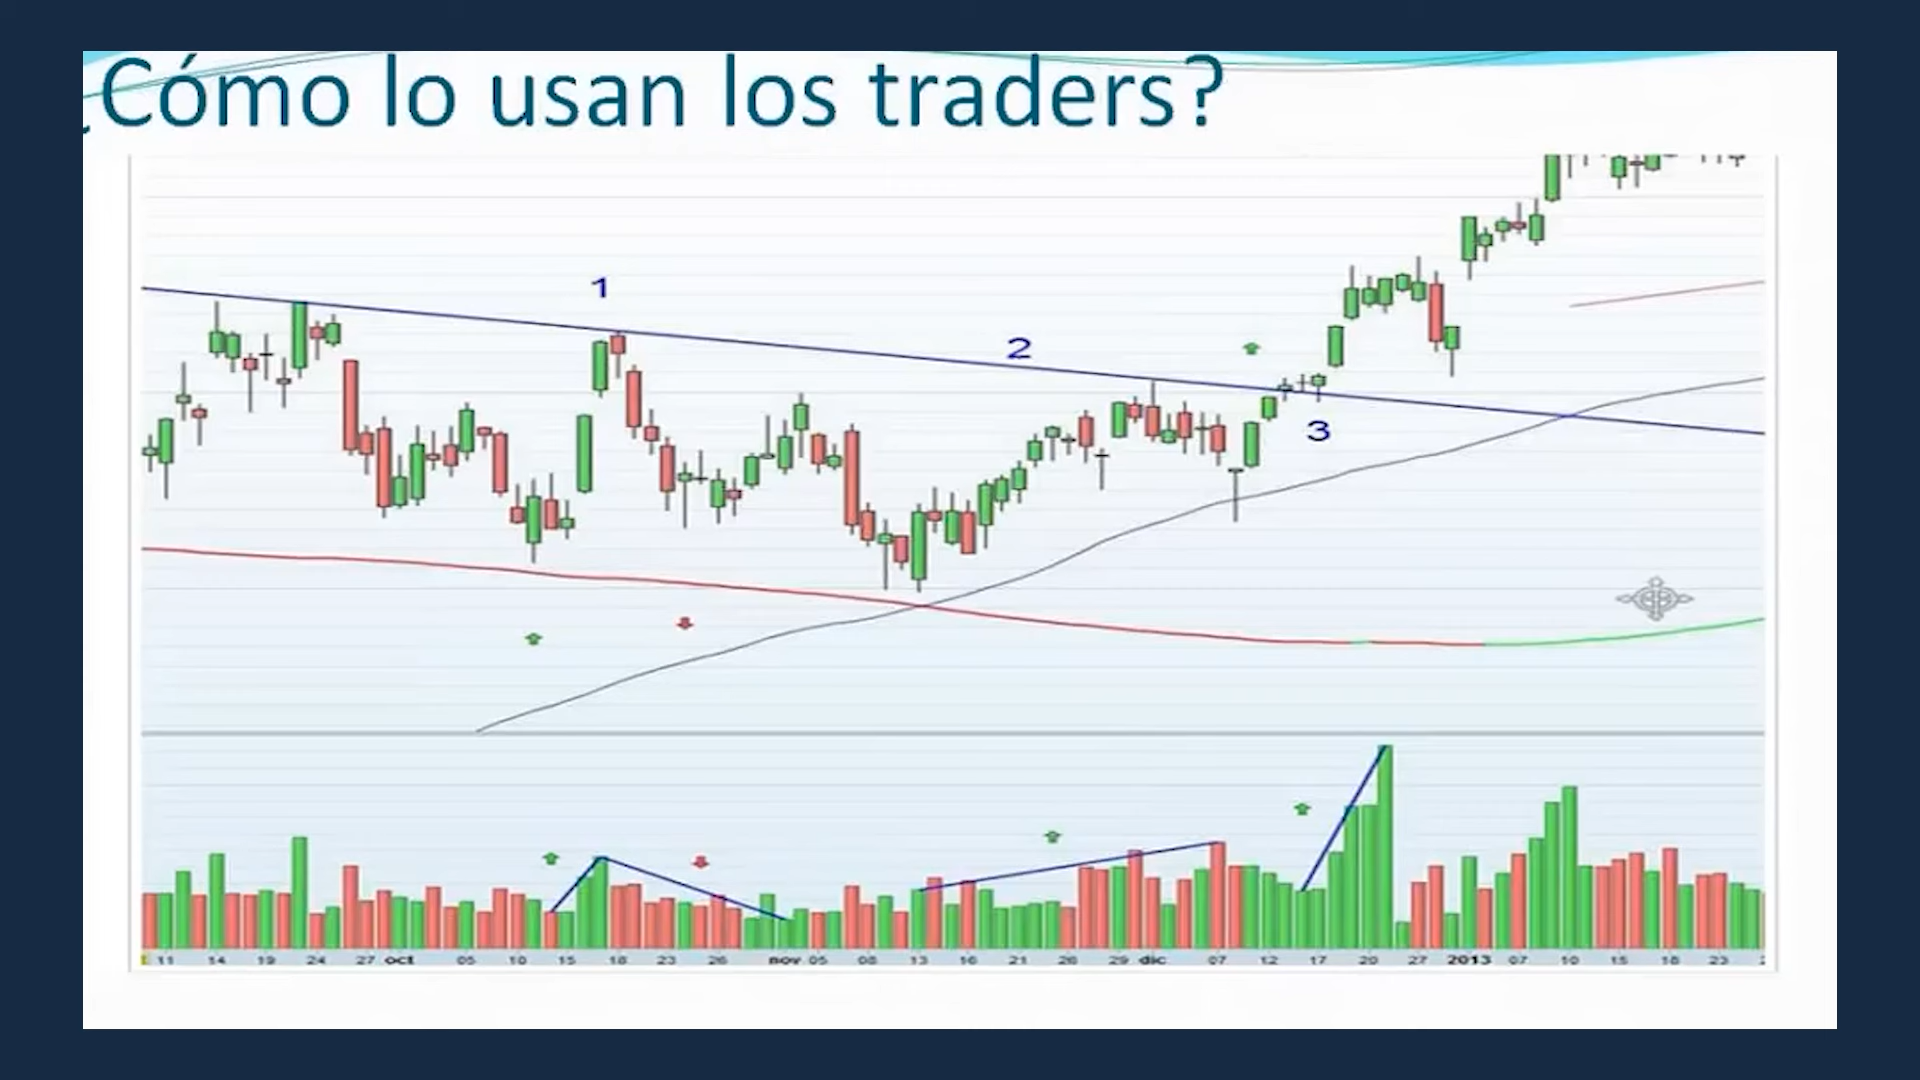 ¿Cómo lo usan los traders?
1
2
3
11 14 19 24 27 oct 05 10 15 18 23 26 nov 05 08 13 16 21 26 29 dic 07 12 17 20 27 2013 07 10 15 18 23